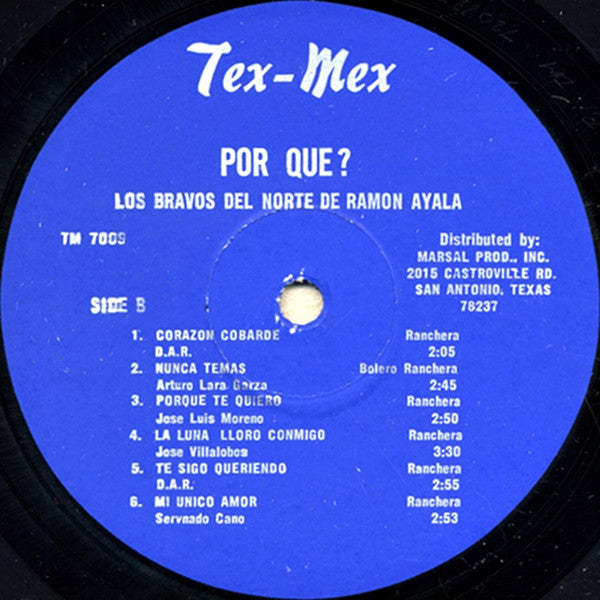 Tex-Mex
POR QUE?
LOS BRAVOS DEL NORTE DE RAMON AYALA
TM 7009
Distributed by:
MARSAL PROD., INC.
2015 CASTROVILLE RD.
SAN ANTONIO, TEXAS
78237
SIDE B
1. CORAZON COBARDE Ranchera
D.A.R. 2:05
2. NUNCA TEMAS Bolero Ranchera
Arturo Lara Garza 2:45
3. PORQUE TE QUIERO Ranchera
Jose Luis Moreno 2:50
4. LA LUNA LLORO CONMIGO Ranchera
Jose Villalobos 3:30
5. TE SIGO QUERIENDO Ranchera
D.A.R. 2:55
6. MI UNICO AMOR Ranchera
Servnado Cano 2:53